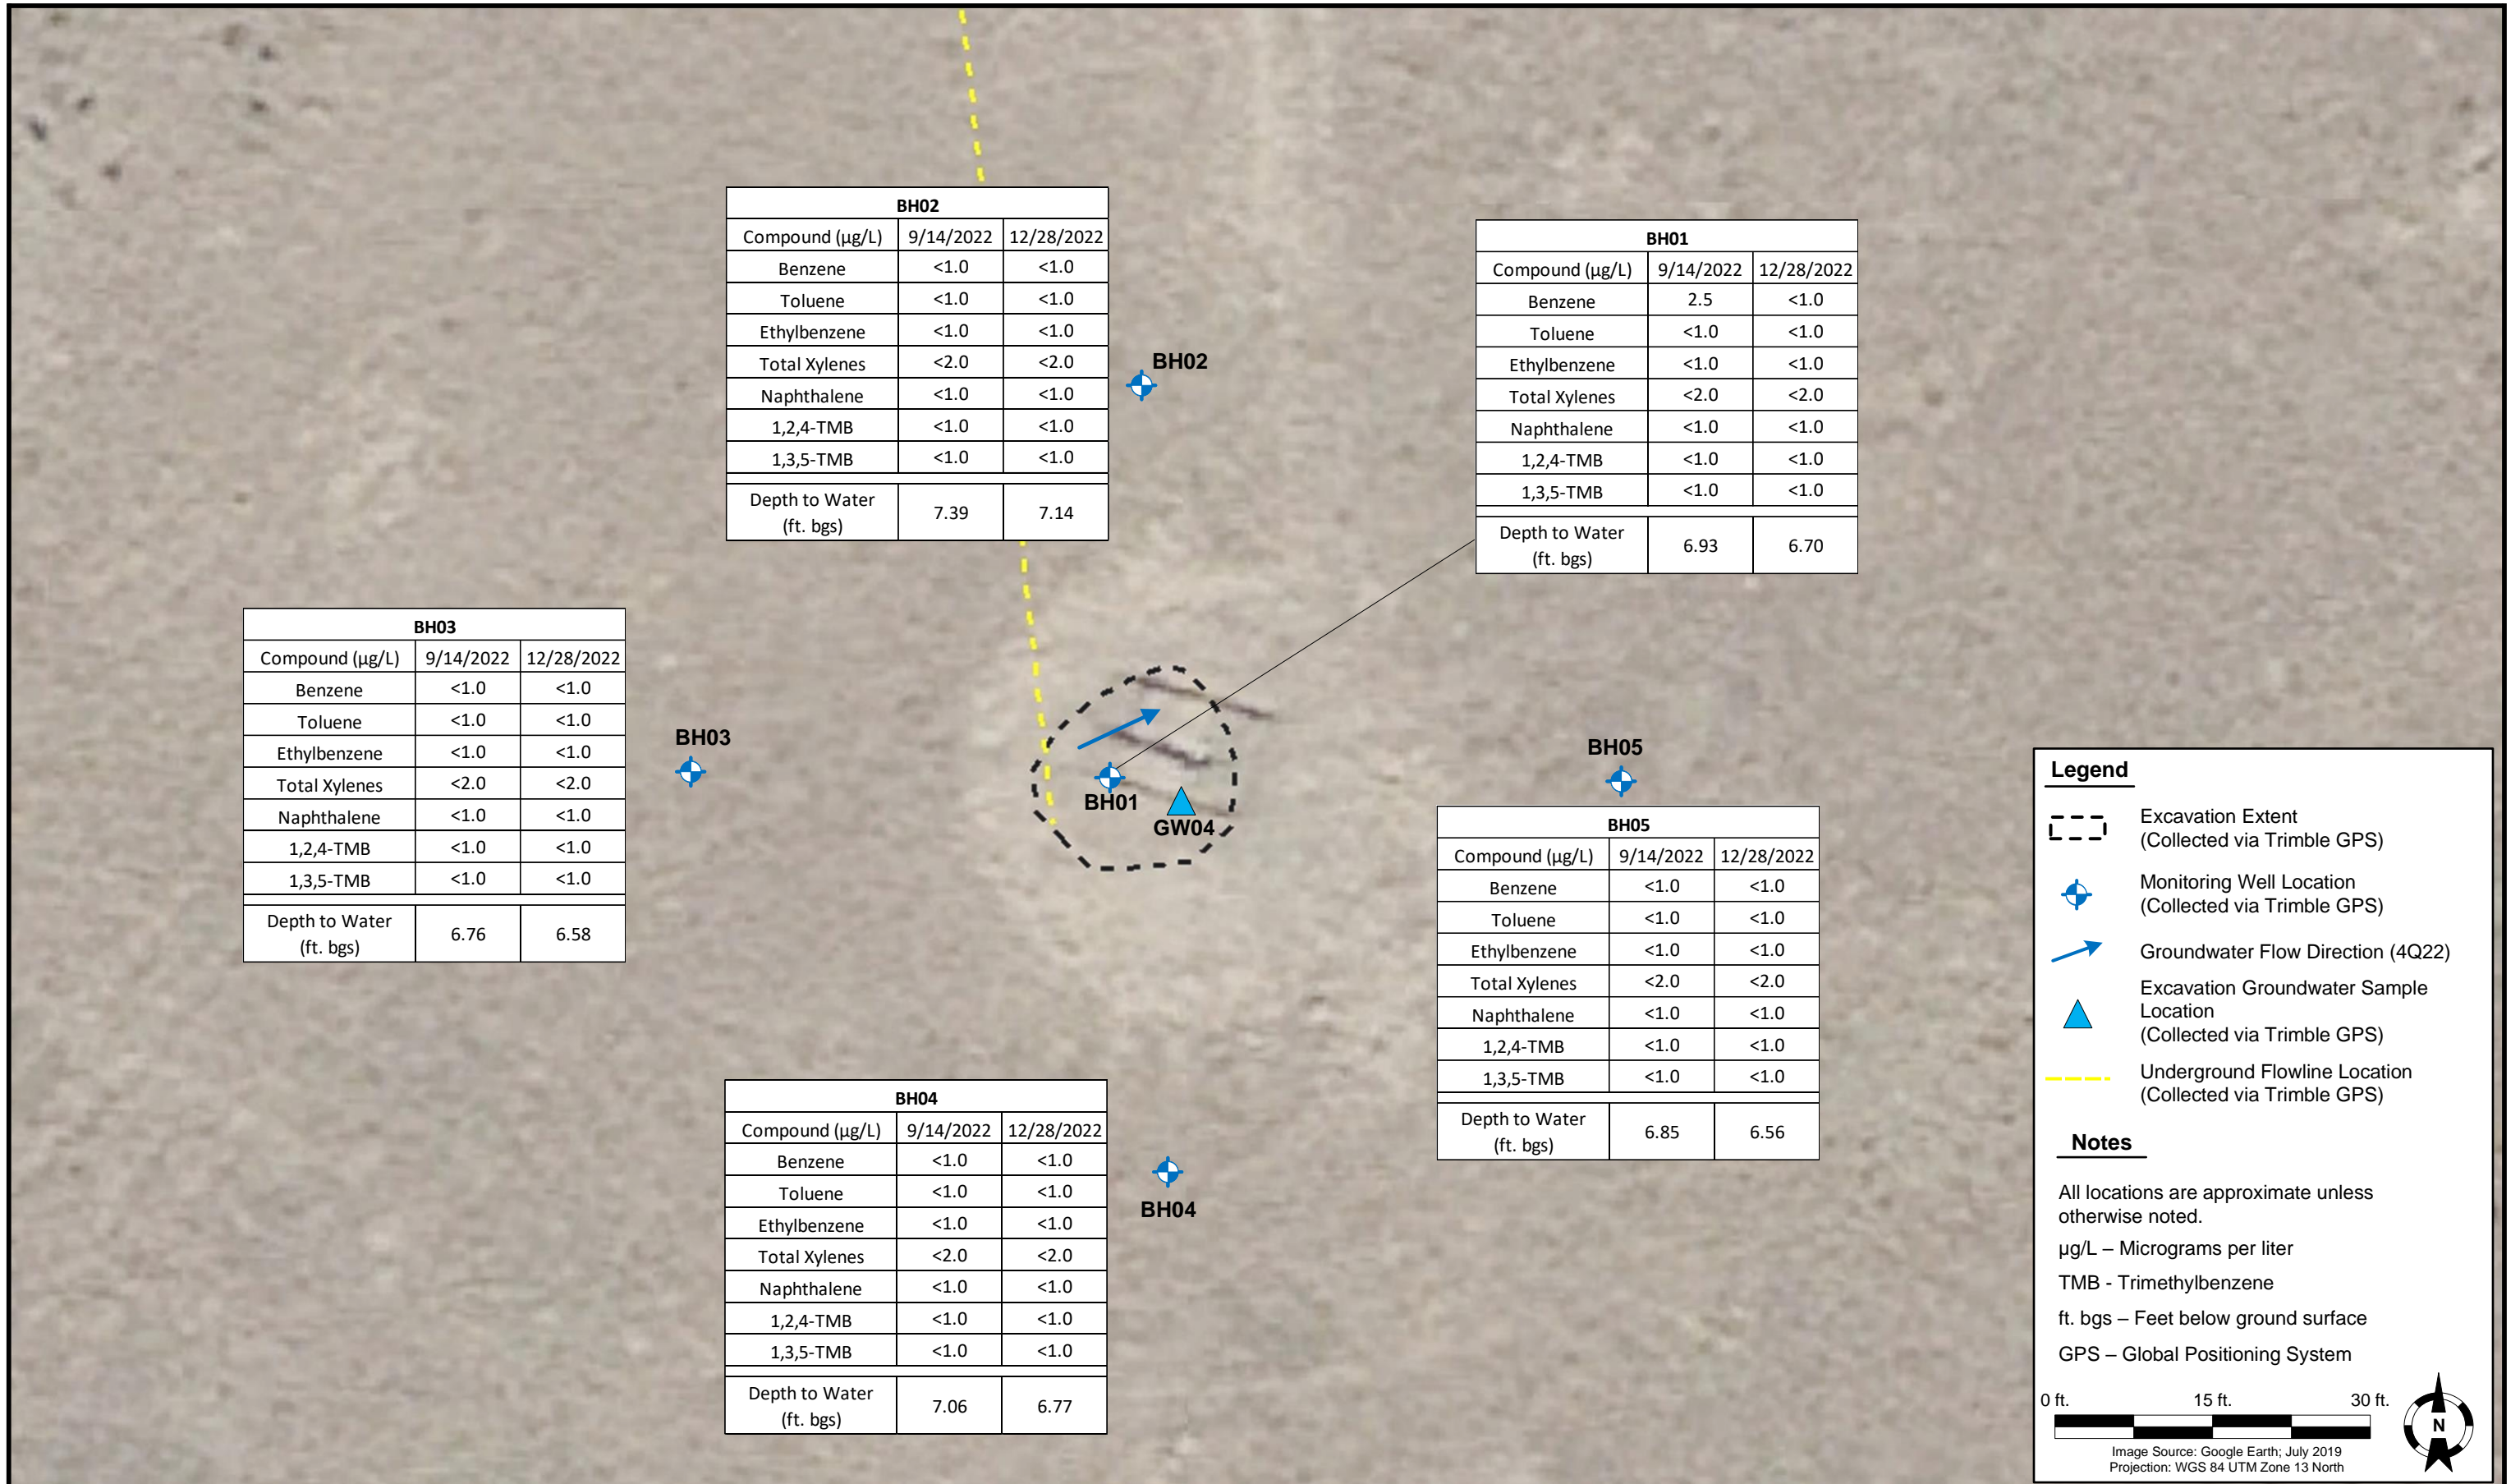 BH02
Compound (µg/L) 9/14/2022 12/28/2022
Benzene <1.0 <1.0
Toluene <1.0 <1.0
Ethylbenzene <1.0 <1.0
Total Xylenes <2.0 <2.0
Naphthalene <1.0 <1.0
1,2,4-TMB <1.0 <1.0
1,3,5-TMB <1.0 <1.0
Depth to Water
(ft. bgs) 7.39 7.14
BH02
BH01
Compound (µg/L) 9/14/2022 12/28/2022
Benzene 2.5 <1.0
Toluene <1.0 <1.0
Ethylbenzene <1.0 <1.0
Total Xylenes <2.0 <2.0
Naphthalene <1.0 <1.0
1,2,4-TMB <1.0 <1.0
1,3,5-TMB <1.0 <1.0
Depth to Water
(ft. bgs) 6.93 6.70
BH03
Compound (µg/L) 9/14/2022 12/28/2022
Benzene <1.0 <1.0
Toluene <1.0 <1.0
Ethylbenzene <1.0 <1.0
Total Xylenes <2.0 <2.0
Naphthalene <1.0 <1.0
1,2,4-TMB <1.0 <1.0
1,3,5-TMB <1.0 <1.0
Depth to Water
(ft. bgs) 6.76 6.58
BH03
BH01
GW04
BH05
BH05
Compound (µg/L) 9/14/2022 12/28/2022
Benzene <1.0 <1.0
Toluene <1.0 <1.0
Ethylbenzene <1.0 <1.0
Total Xylenes <2.0 <2.0
Naphthalene <1.0 <1.0
1,2,4-TMB <1.0 <1.0
1,3,5-TMB <1.0 <1.0
Depth to Water
(ft. bgs) 6.85 6.56
BH04
Compound (µg/L) 9/14/2022 12/28/2022
Benzene <1.0 <1.0
Toluene <1.0 <1.0
Ethylbenzene <1.0 <1.0
Total Xylenes <2.0 <2.0
Naphthalene <1.0 <1.0
1,2,4-TMB <1.0 <1.0
1,3,5-TMB <1.0 <1.0
Depth to Water
(ft. bgs) 7.06 6.77
BH04
Legend
Excavation Extent
(Collected via Trimble GPS)
Monitoring Well Location
(Collected via Trimble GPS)
Groundwater Flow Direction (4Q22)
Excavation Groundwater Sample
Location
(Collected via Trimble GPS)
Underground Flowline Location
(Collected via Trimble GPS)
Notes
All locations are approximate unless
otherwise noted.
µg/L – Micrograms per liter
TMB - Trimethylbenzene
ft. bgs – Feet below ground surface
GPS – Global Positioning System
0 ft. 15 ft. 30 ft.
N
Image Source: Google Earth; July 2019
Projection: WGS 84 UTM Zone 13 North